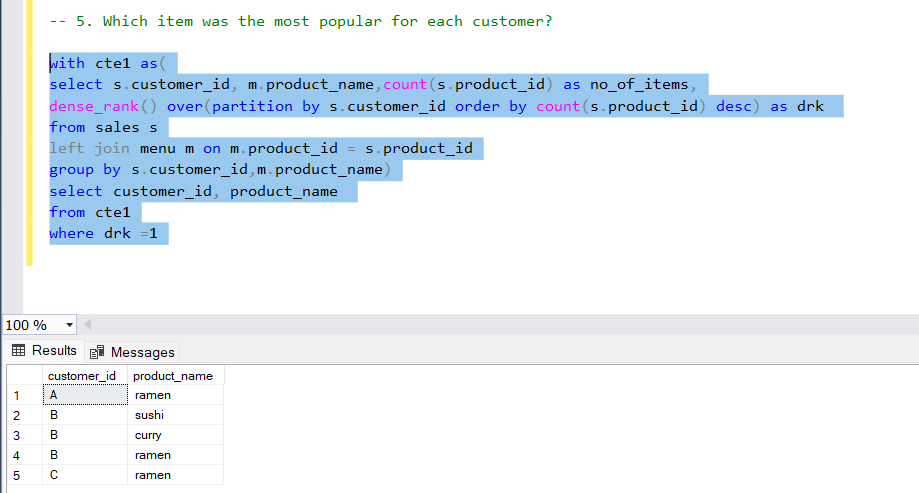 -- 5. Which item was the most popular for each customer?
with cte1 as(
select s.customer_id, m.product_name,count(s.product_id) as no_of_items,
dense_rank() over(partition by s.customer_id order by count(s.product_id) desc) as drk
from sales s
left join menu m on m.product_id = s.product_id
group by s.customer_id,m.product_name)
select customer_id, product_name
from cte1
where drk =1
100 %
Results Messages
customer_id product_name
1 A ramen
2 B sushi
3 B curry
4 B ramen
5 C ramen